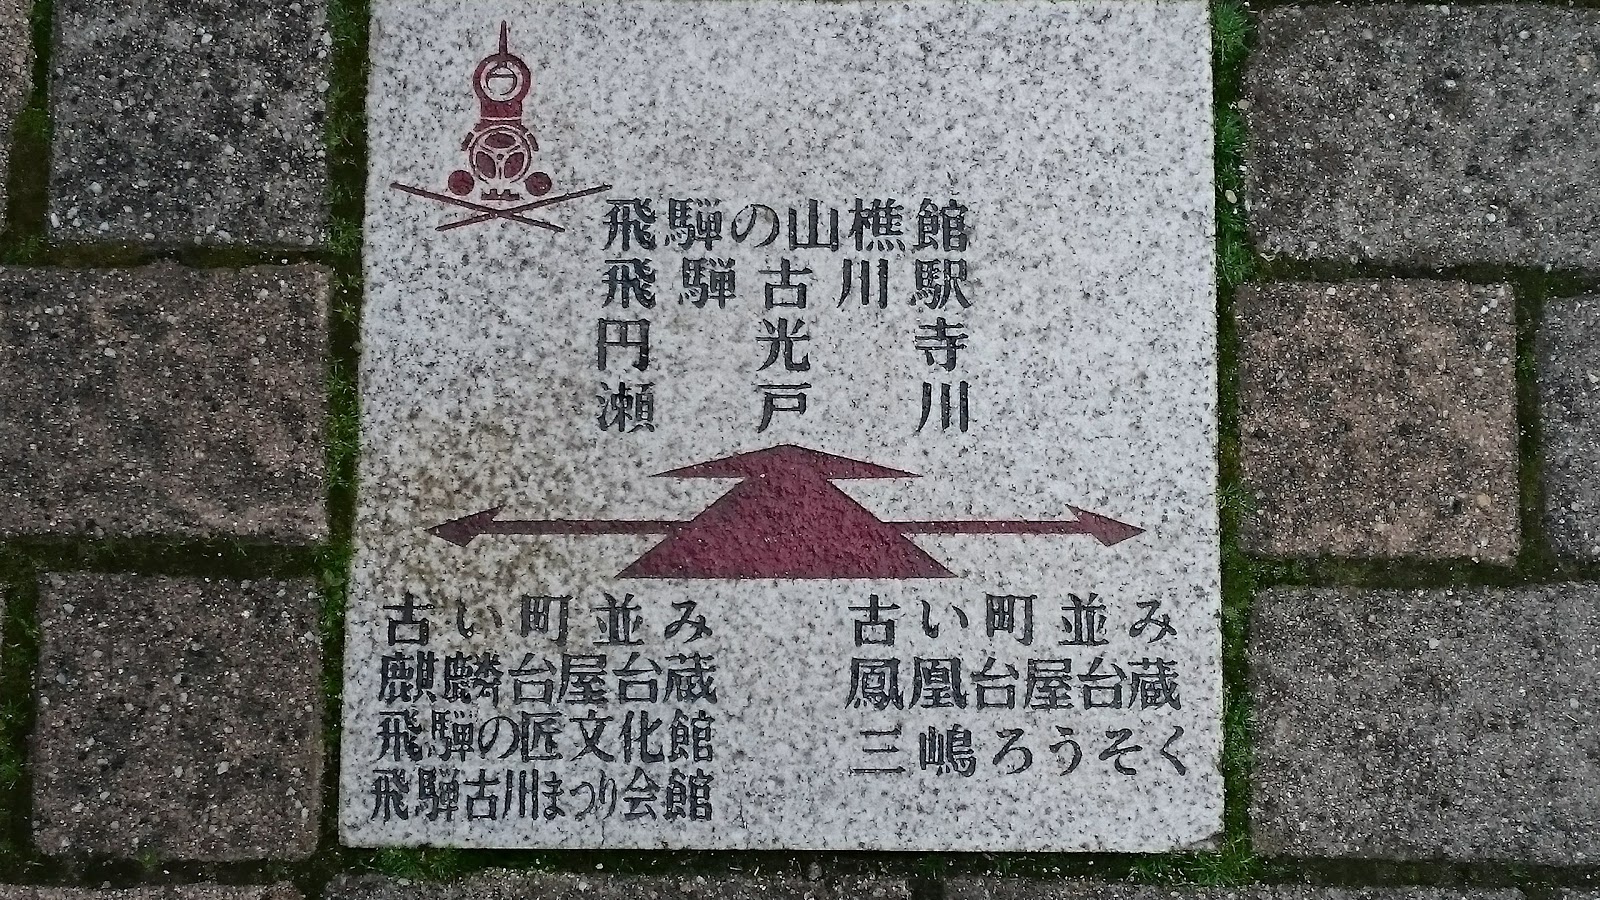 飛騨の山樵館
飛騨古川駅
円光寺
瀬戸川
古い町並み
麒麟台屋台蔵
飛騨の匠文化館
飛騨古川まつり会館
古い町並み
鳳凰台屋台蔵
三嶋ろうそく